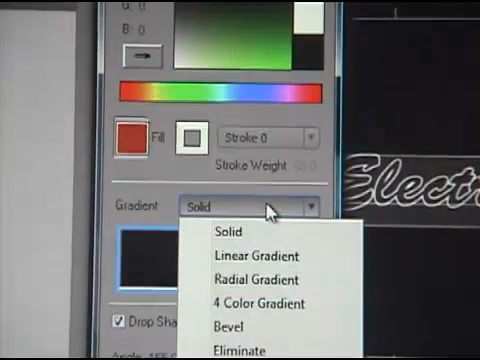 G: 0
B: 0
Fill
Stroke 0
Stroke Weight
Electr
Gradient
Solid
Solid
Linear Gradient
Radial Gradient
4 Color Gradient
Bevel
Drop Sha
Eliminate